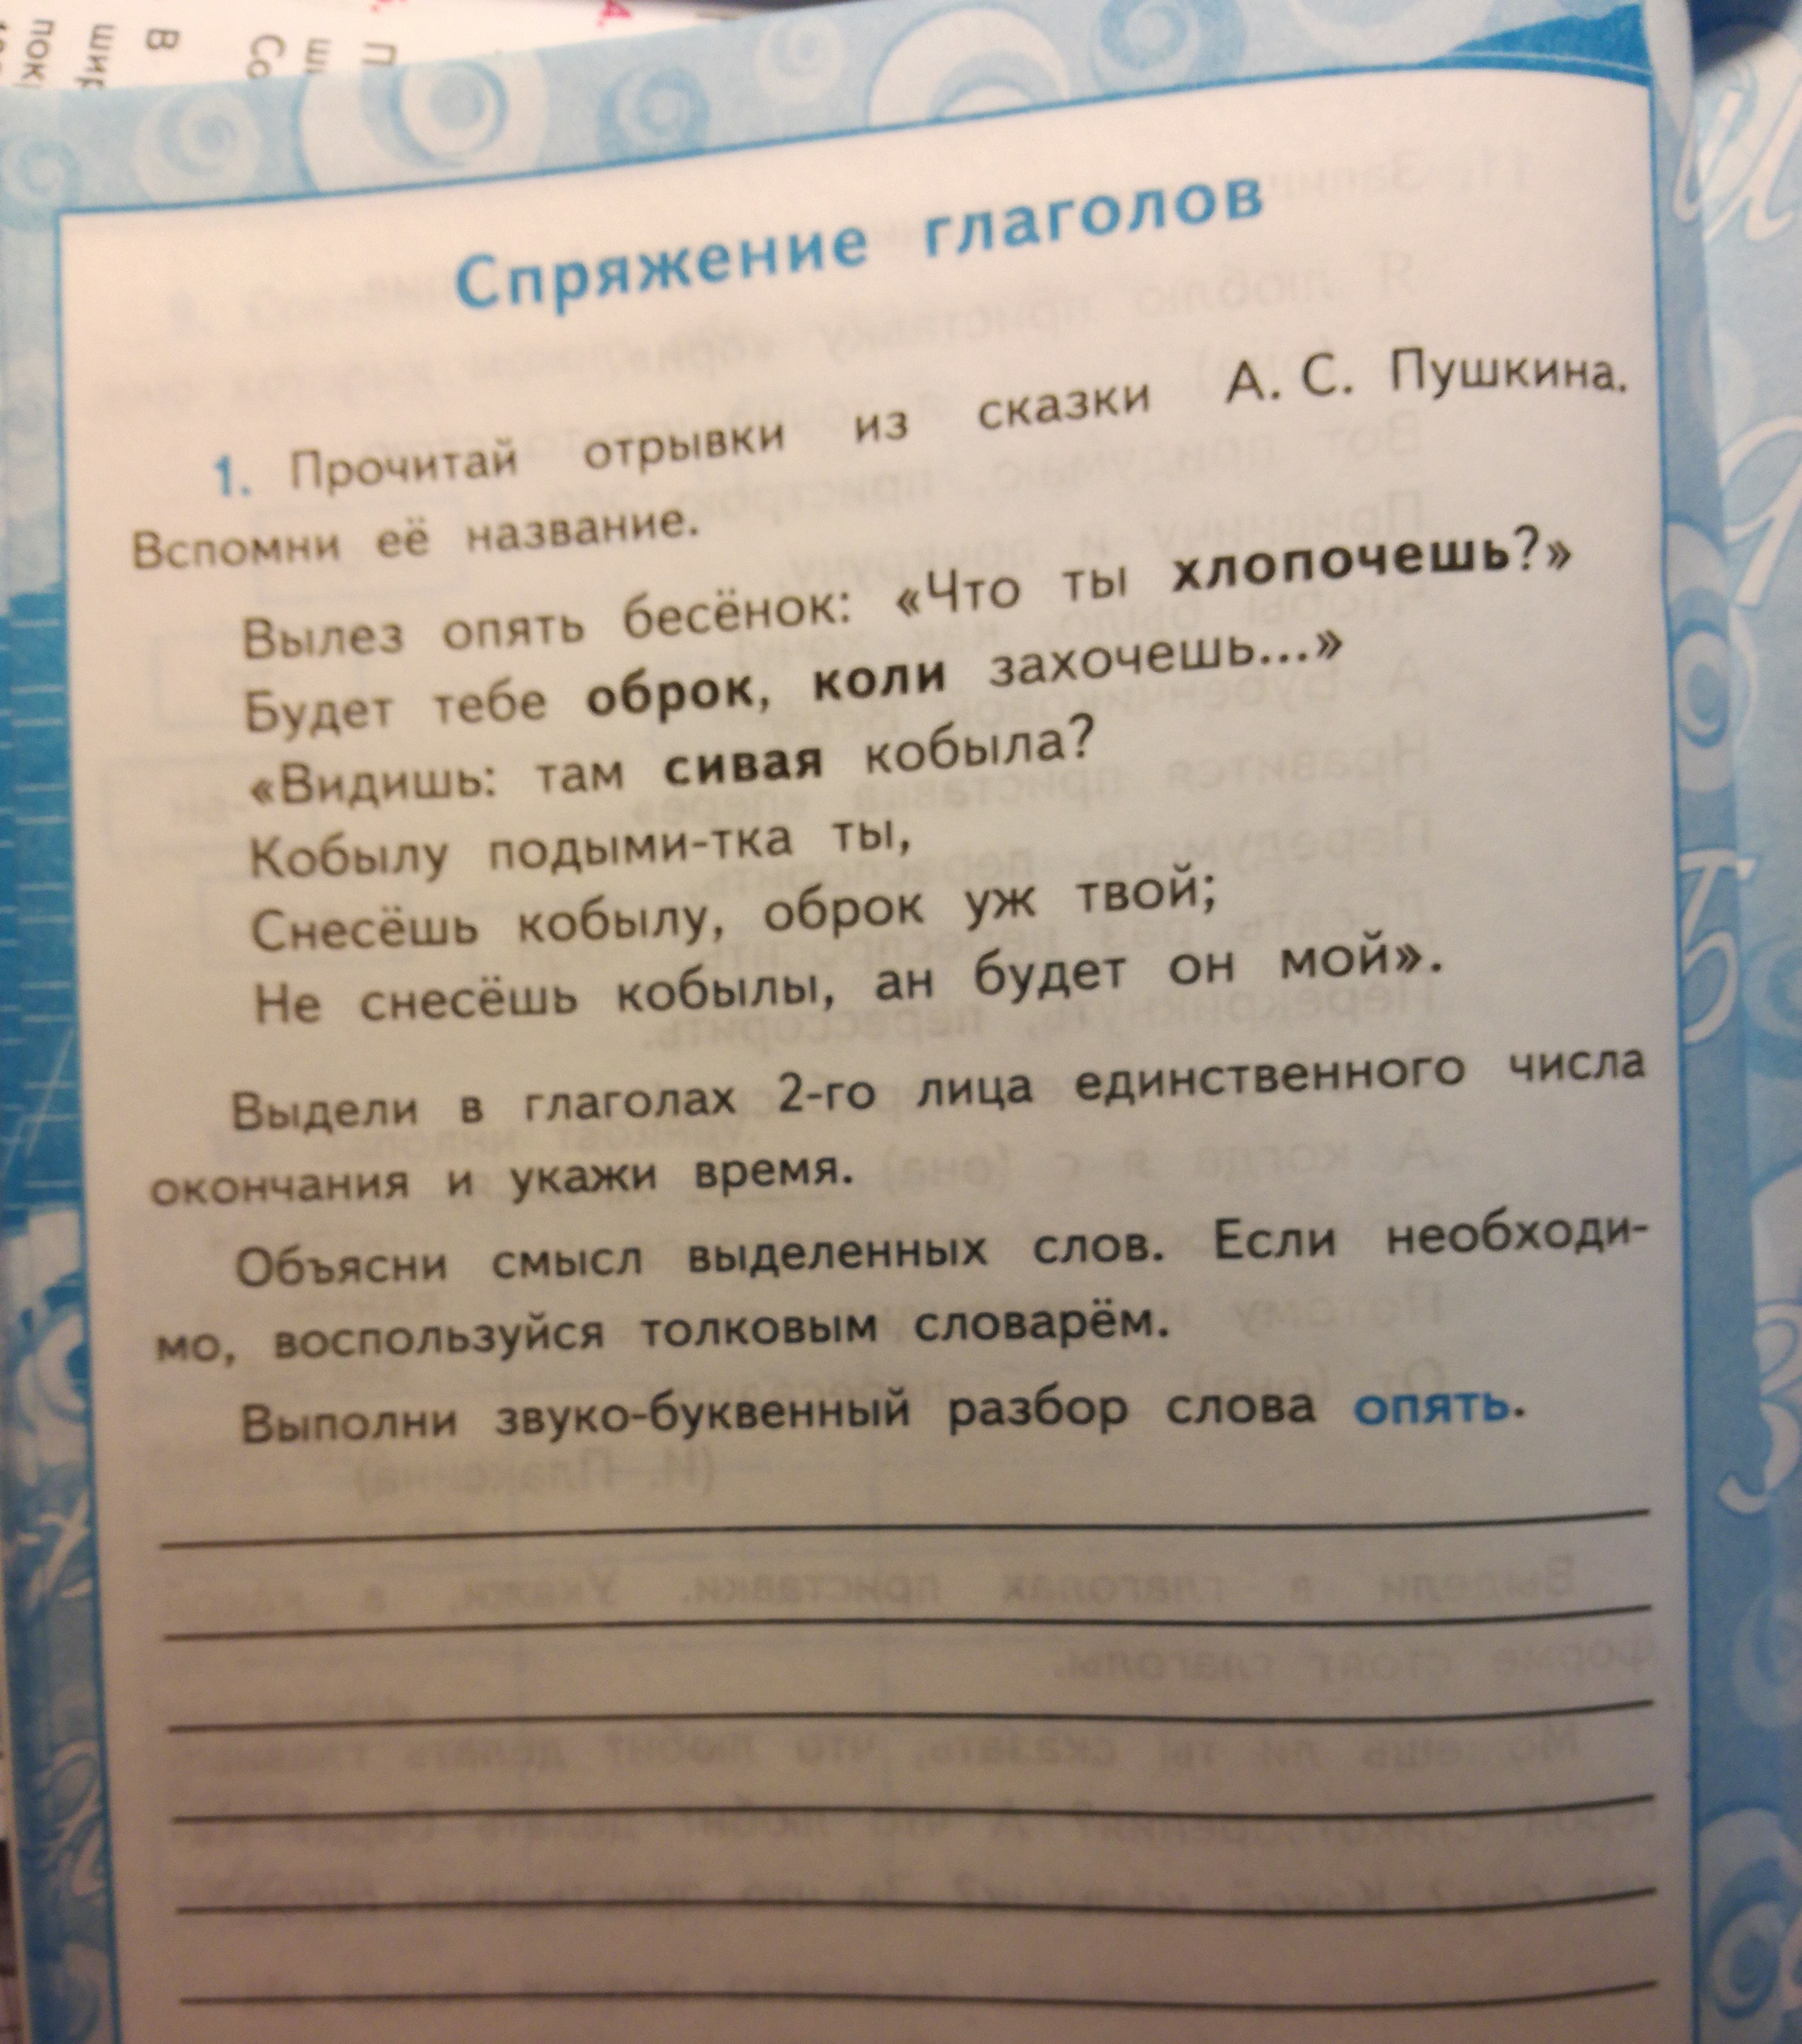 Спряжение глаголов
1. Прочитай отрывки из сказки А. С. Пушкина.
Вспомни её название.
Вылез опять бесёнок: «Что ты хлопочешь?»
Будет тебе оброк, коли захочешь...»
«Видишь: там сивая кобыла?
Кобылу подыми-тка ты,
Снесёшь кобылу, оброк уж твой;
Не снесёшь кобылы, ан будет он мой».
Выдели в глаголах 2-го лица единственного числа
окончания и укажи время.
Объясни смысл выделенных слов. Если необходи-
мо, воспользуйся толковым словарём.
Выполни звуко-буквенный разбор слова опять.